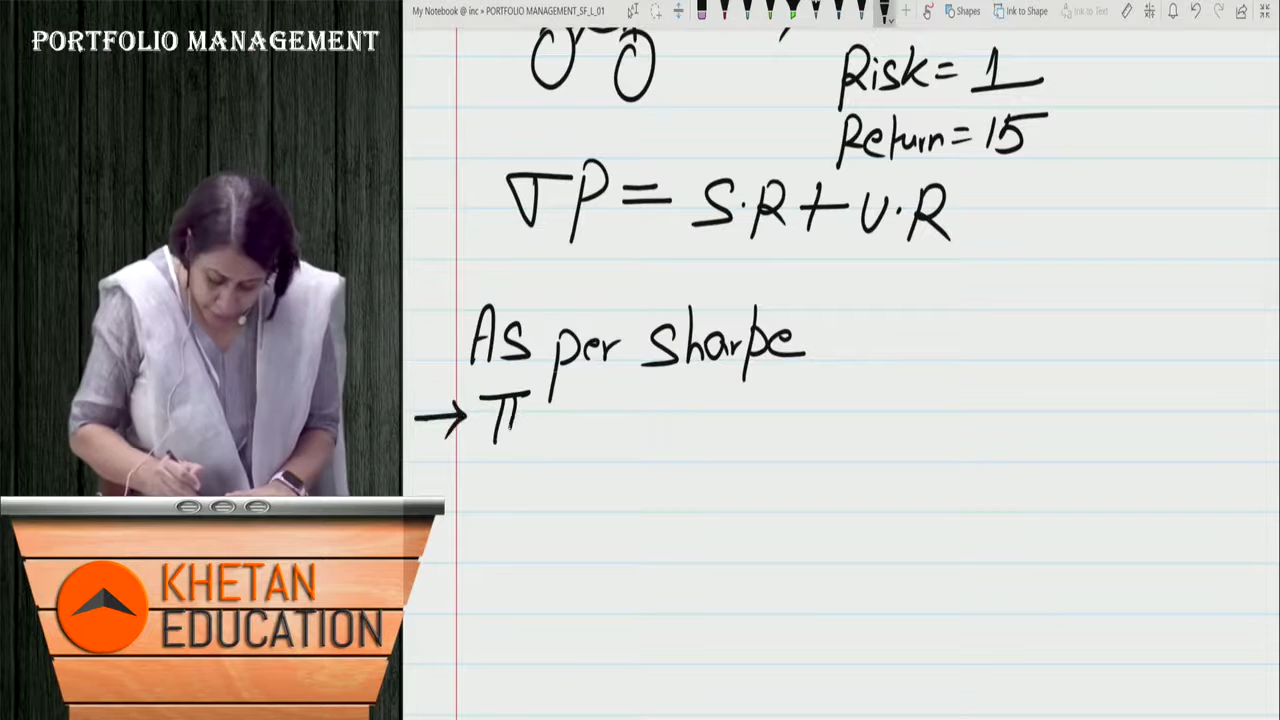 PORTFOLIO MANAGEMENT
My Notebook @ inc » PORTFOLIO MANAGEMENT_SF_L_01
Shapes
Ink to Shape
Ink to Text
Risk = 1
Return = 15
σP = S.R + U.R
As per sharpe
→ π
KHETAN
EDUCATION